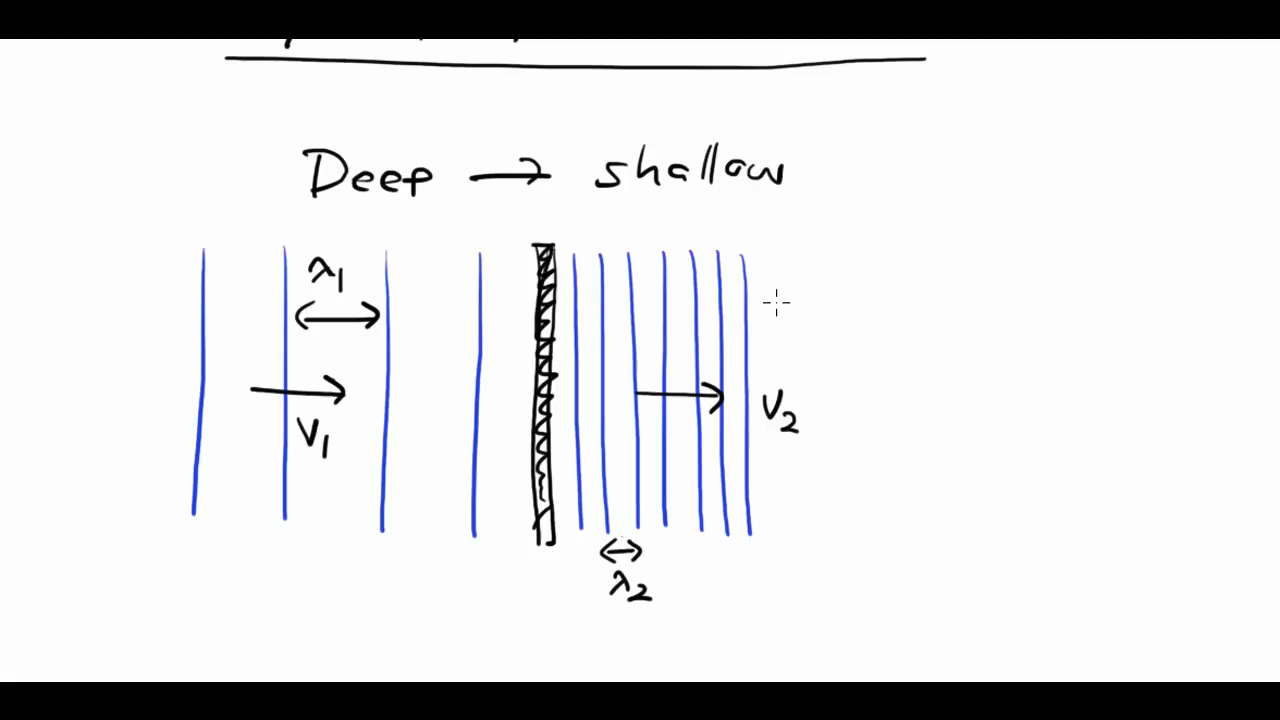 Deep → shallow
λ1
V1
V2
λ2